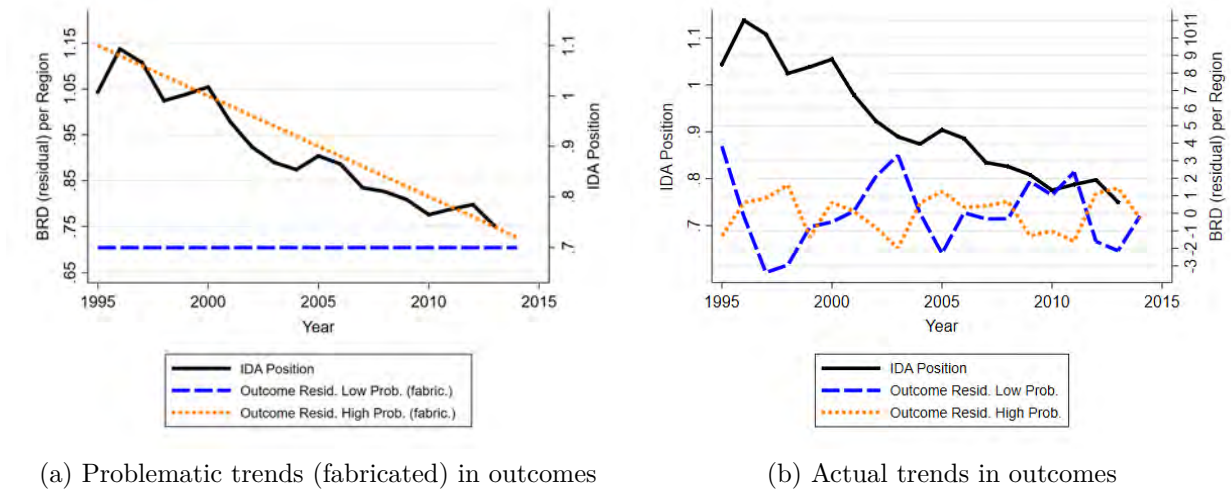 BRD (residual) per Region
.65 .75 .85 .95 1.05 1.15
.7 .8 .9 1 1.1
IDA Position
1995 2000 2005 2010 2015
Year
IDA Position
Outcome Resid. Low Prob. (fabric.)
Outcome Resid. High Prob. (fabric.)
(a) Problematic trends (fabricated) in outcomes
IDA Position
.7 .8 .9 1 1.1
-3 -2 -1 0 1 2 3 4 5 6 7 8 9 10 11
BRD (residual) per Region
1995 2000 2005 2010 2015
Year
IDA Position
Outcome Resid. Low Prob.
Outcome Resid. High Prob.
(b) Actual trends in outcomes